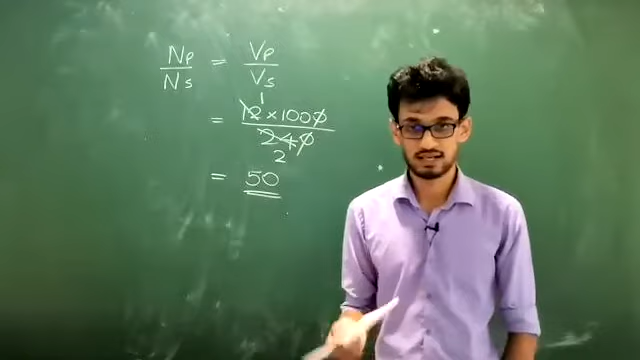 Np/Ns = Vp/Vs
= 12 × 1000/240
1
2
= 50